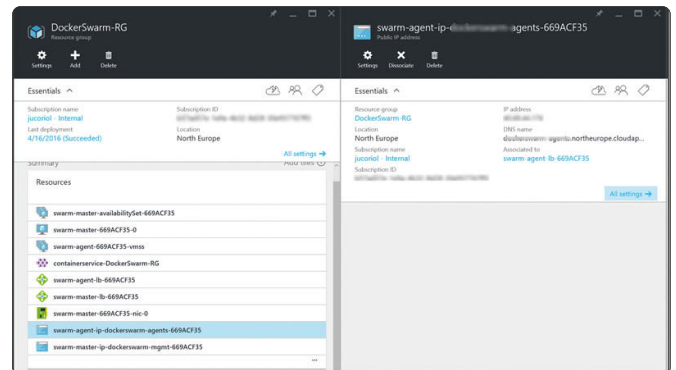 DockerSwarm-RG
Resource group
Settings Add Delete
Essentials
Subscription name
jucoriol - Internal
Subscription ID
Last deployment
4/16/2016 (Succeeded)
Location
North Europe
All settings →
Summary
Add tiles
Resources
swarm-master-availabilitySet-669ACF35
swarm-master-669ACF35-0
swarm-agent-669ACF35-vmss
containerservice-DockerSwarm-RG
swarm-agent-lb-669ACF35
swarm-master-lb-669ACF35
swarm-master-669ACF35-nic-0
swarm-agent-ip-dockerswarm-agents-669ACF35
swarm-master-ip-dockerswarm-mgmt-669ACF35
...
swarm-agent-ip- agents-669ACF35
Public IP address
Settings Dissociate Delete
Essentials
Resource group
DockerSwarm-RG
IP address
Location
North Europe
DNS name
northeurope.cloudap...
Subscription name
jucoriol - Internal
Associated to
swarm-agent-lb-669ACF35
Subscription ID
All settings →